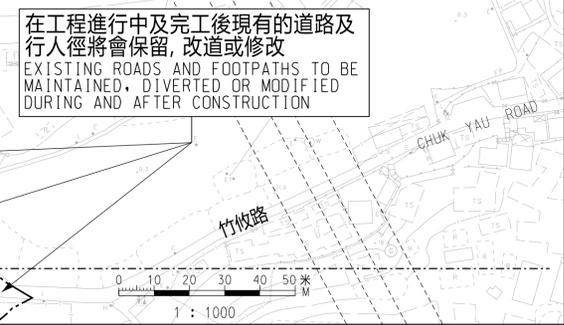 在工程進行中及完工後現有的道路及
行人徑將會保留, 改道或修改
EXISTING ROADS AND FOOTPATHS TO BE
MAINTAINED, DIVERTED OR MODIFIED
DURING AND AFTER CONSTRUCTION
CHUK YAU ROAD
竹攸路
0 10 20 30 40 50 米
M
1 : 1000